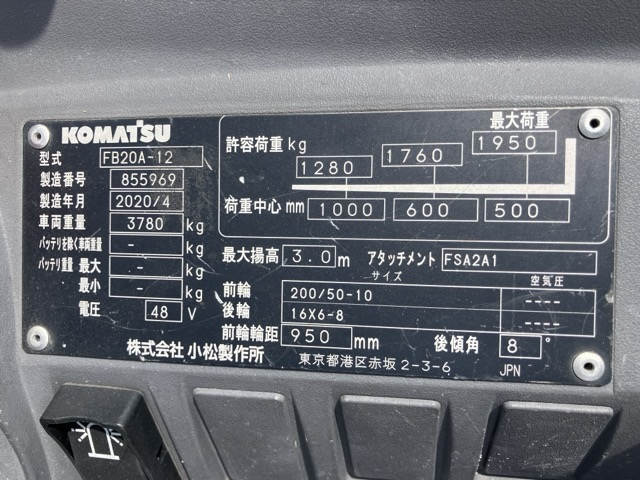 KOMATSU
型式 FB20A-12
製造番号 855969
製造年月 2020/4
車両重量 3780 kg
バッテリを除く車両重量 - kg
バッテリ重量 最大 - kg
最小 - kg
電圧 48 V
株式会社 小松製作所
最大荷重
許容荷重 kg 1280 1760 1950
荷重中心 mm 1000 600 500
最大揚高 3.0 m アタッチメント FSA2A1
サイズ 空気圧
前輪 200/50-10 ----
後輪 16X6-8 ----
前輪輪距 950 mm 後傾角 8 °
東京都港区赤坂 2-3-6 JPN